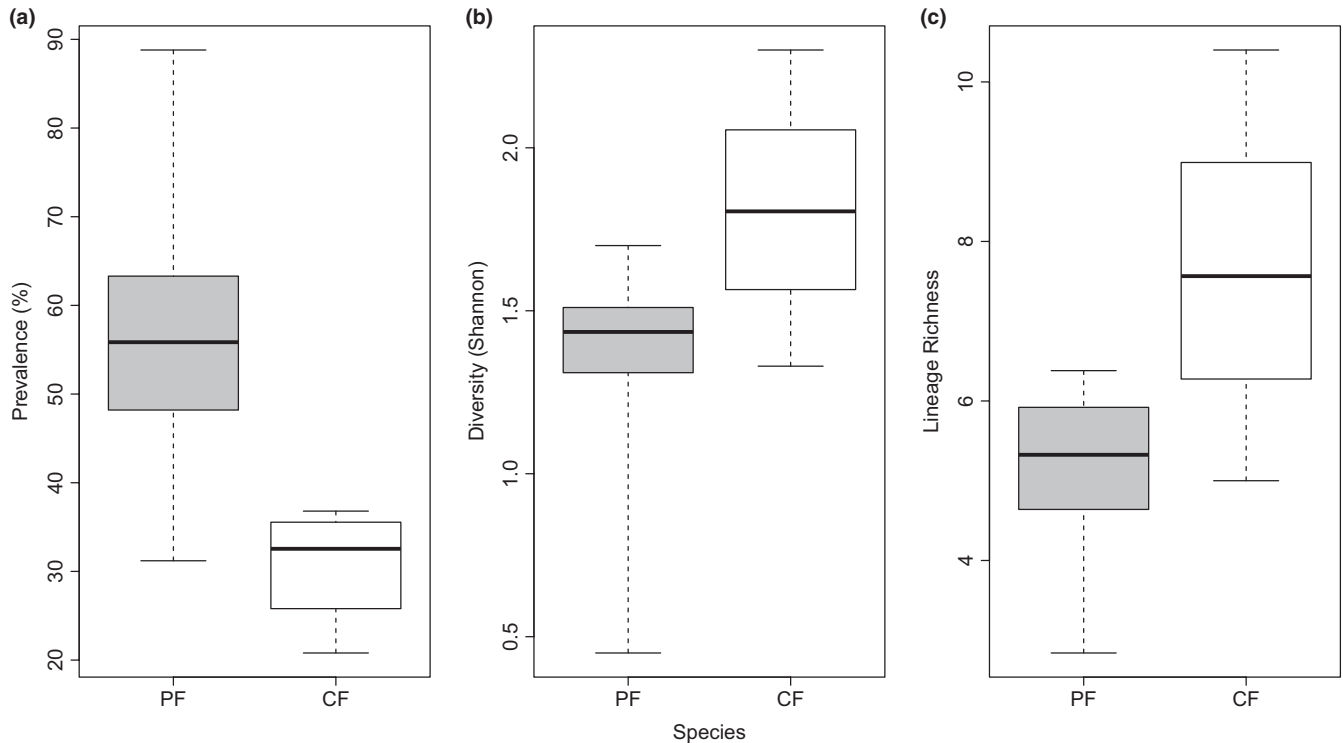 (a)
Prevalence (%)
90
80
70
60
50
40
30
20
PF
CF
(b)
Diversity (Shannon)
2.0
1.5
1.0
0.5
PF
CF
Species
(c)
Lineage Richness
10
8
6
4
PF
CF